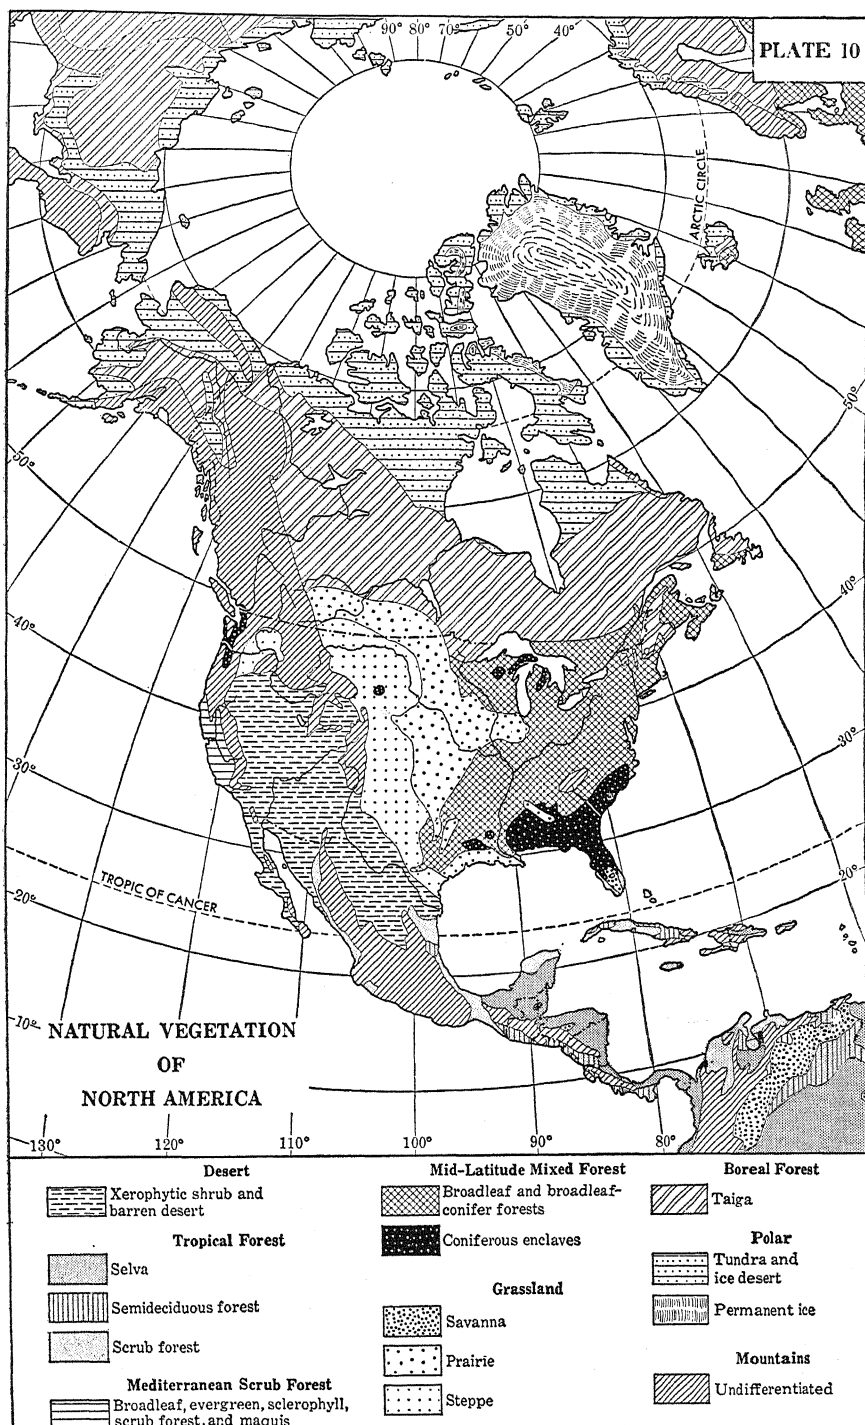 90° 80° 70° 50° 40°
PLATE 10
ARCTIC CIRCLE
50°
50°
40°
40°
30°
30°
TROPIC OF CANCER
20°
20°
10°
NATURAL VEGETATION
OF
NORTH AMERICA
130° 120° 110° 100° 90° 80°
Desert
Xerophytic shrub and
barren desert
Tropical Forest
Selva
Semideciduous forest
Scrub forest
Mediterranean Scrub Forest
Broadleaf, evergreen, sclerophyll,
scrub forest, and maquis
Mid-Latitude Mixed Forest
Broadleaf and broadleaf-
conifer forests
Coniferous enclaves
Grassland
Savanna
Prairie
Steppe
Boreal Forest
Taiga
Polar
Tundra and
ice desert
Permanent ice
Mountains
Undifferentiated